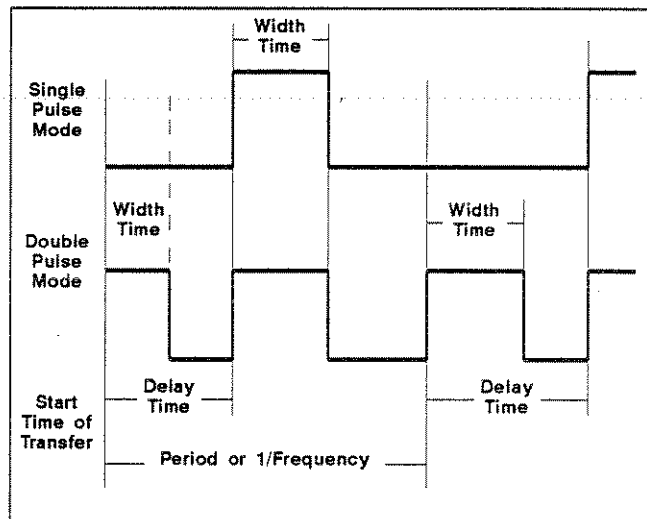 Width
Time
Single
Pulse
Mode
Width
Time
Width
Time
Double
Pulse
Mode
Delay
Time
Delay
Time
Start
Time of
Transfer
Period or 1/Frequency